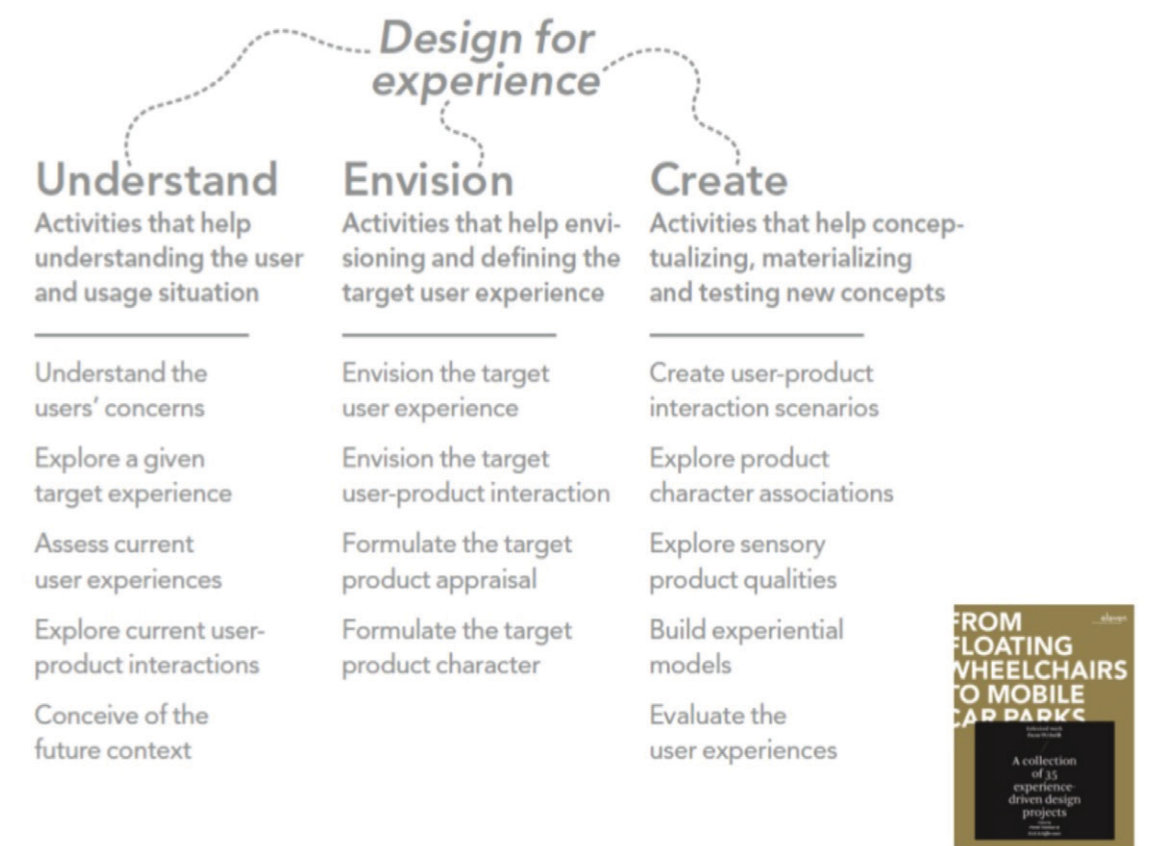 Design for
experience
Understand
Activities that help
understanding the user
and usage situation
Understand the
users' concerns
Explore a given
target experience
Assess current
user experiences
Explore current user-
product interactions
Conceive of the
future context
Envision
Activities that help envi-
sioning and defining the
target user experience
Envision the target
user experience
Envision the target
user-product interaction
Formulate the target
product appraisal
Formulate the target
product character
Create
Activities that help concep-
tualizing, materializing
and testing new concepts
Create user-product
interaction scenarios
Explore product
character associations
Explore sensory
product qualities
Build experiential
models
Evaluate the
user experiences
eleven
FROM
FLOATING
WHEELCHAIRS
TO MOBILE
CAR PARKS
A collection
of 35
experience-
driven design
projects